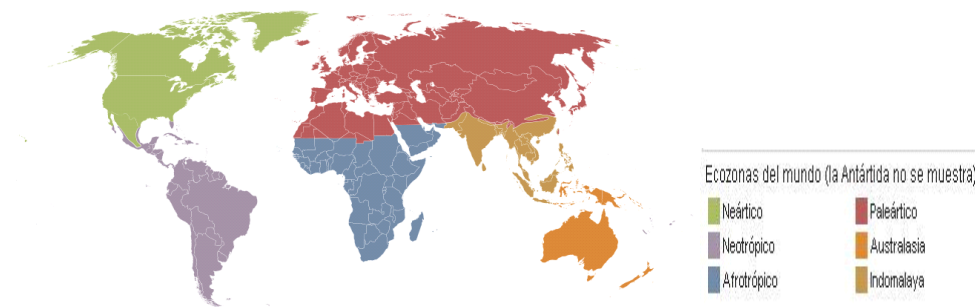 Ecozonas del mundo (la Antártida no se muestra)
Neártico
Paleártico
Neotrópico
Australasia
Afrotrópico
Indomalaya